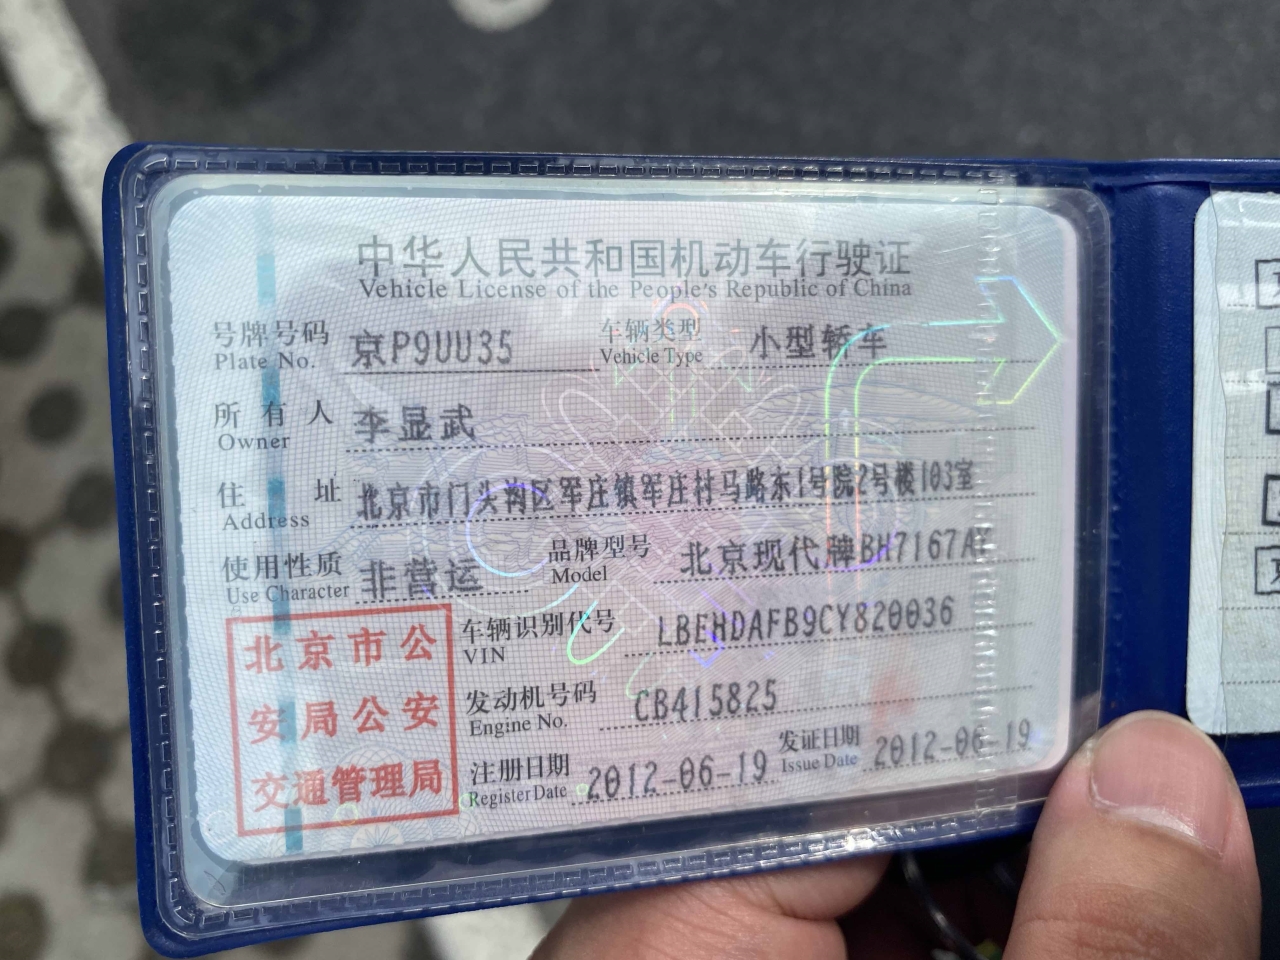 中华人民共和国机动车行驶证
Vehicle License of the People's Republic of China
号牌号码 京P9UU35 车辆类型 小型轿车
Plate No. Vehicle Type
所有人 李显武
Owner
住址 北京市门头沟区军庄镇军庄村马路东1号院2号楼103室
Address
使用性质 非营运 品牌型号 北京现代牌BH7167AY
Use Character Model
北京市公安局公安交通管理局
车辆识别代号 LBEHDAFB9CY820036
VIN
发动机号码 CB415825
Engine No.
注册日期 2012-06-19 发证日期 2012-06-19
Register Date Issue Date